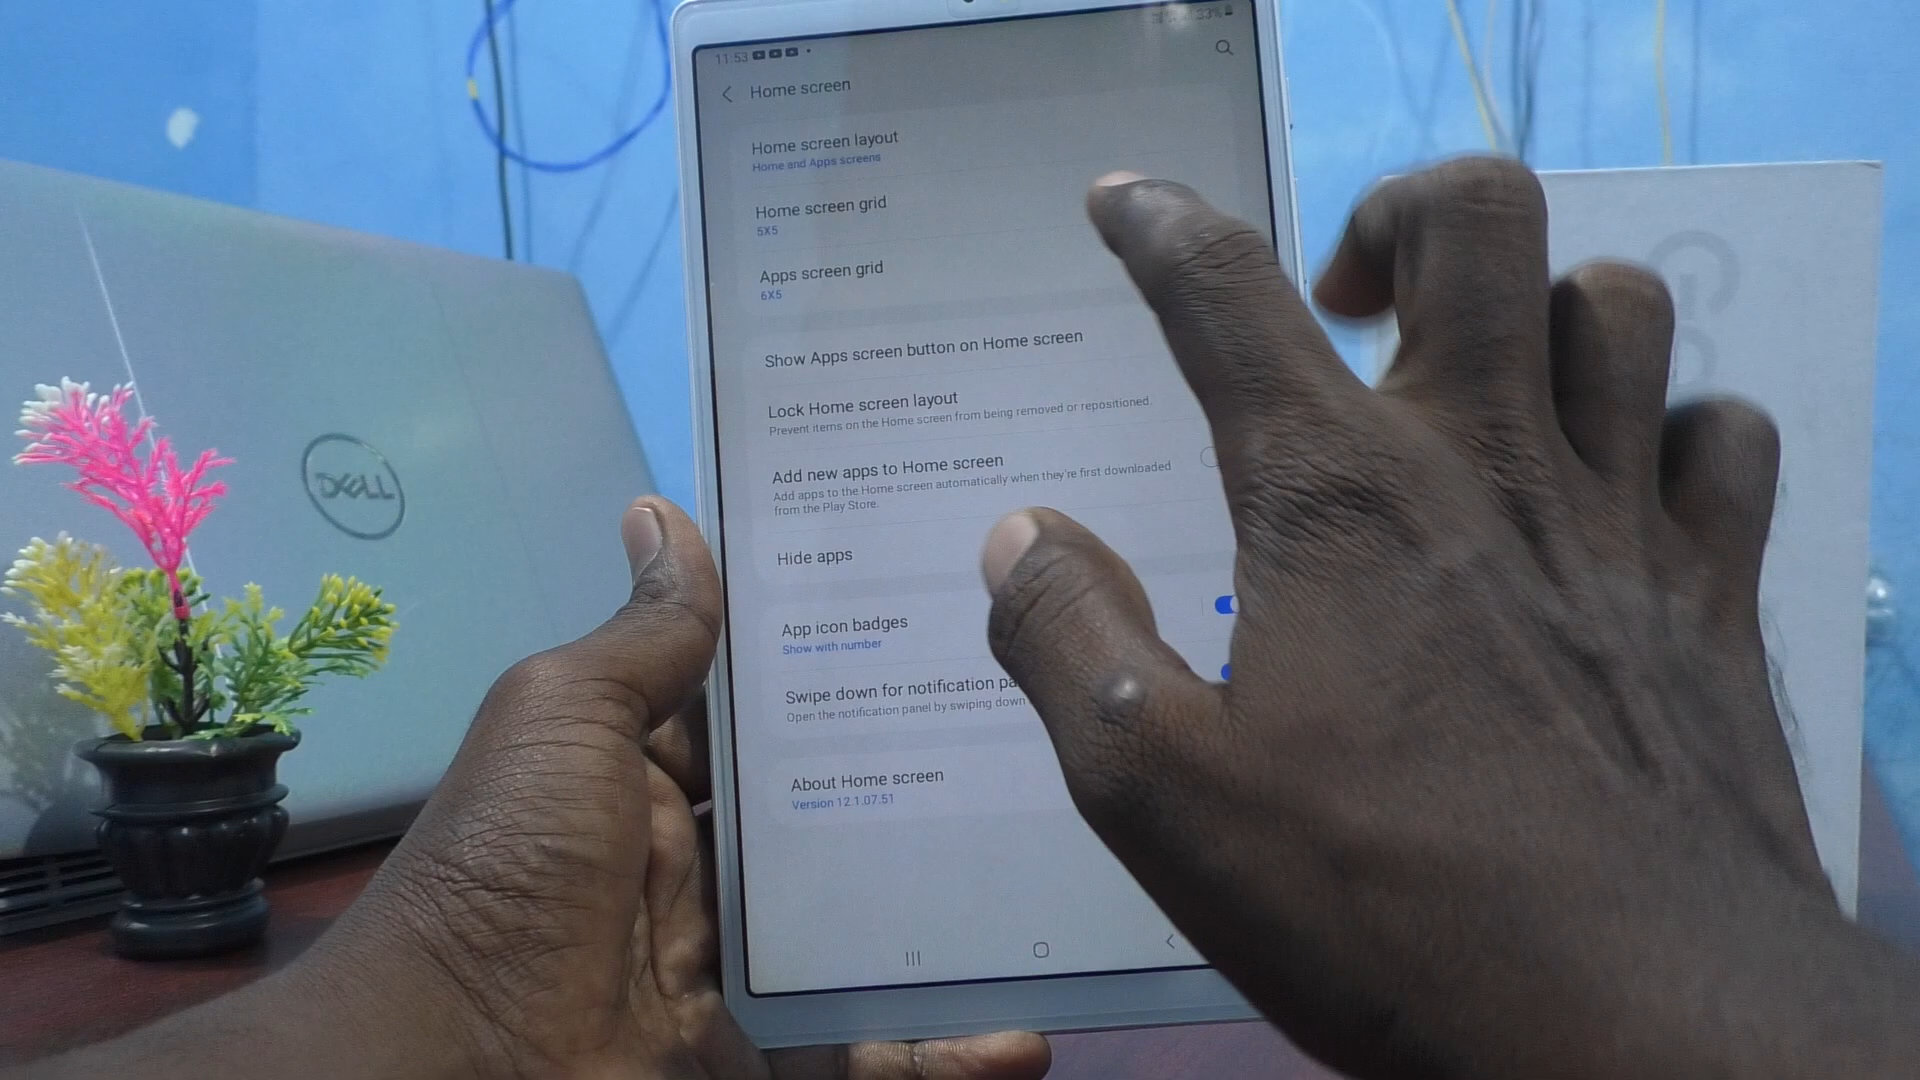 11:53
33%
Home screen
Home screen layout
Home and Apps screens
Home screen grid
5X5
Apps screen grid
6X5
Show Apps screen button on Home screen
Lock Home screen layout
Prevent items on the Home screen from being removed or repositioned.
Add new apps to Home screen
Add apps to the Home screen automatically when they're first downloaded
from the Play Store.
Hide apps
App icon badges
Show with number
Swipe down for notification
Open the notification panel by swiping down
About Home screen
Version 12.1.07.51
DELL